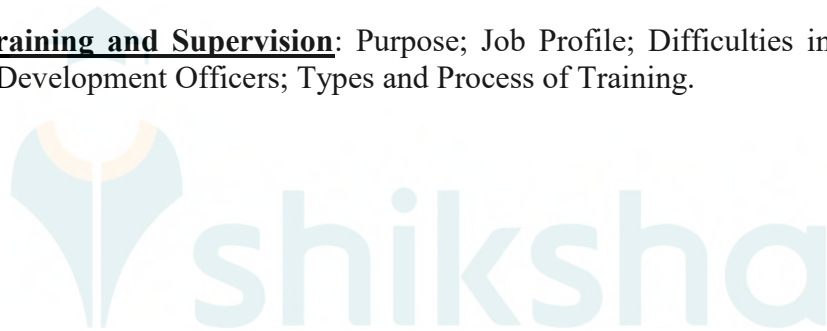 raining and Supervision: Purpose; Job Profile; Difficulties in
Development Officers; Types and Process of Training.
shiksha